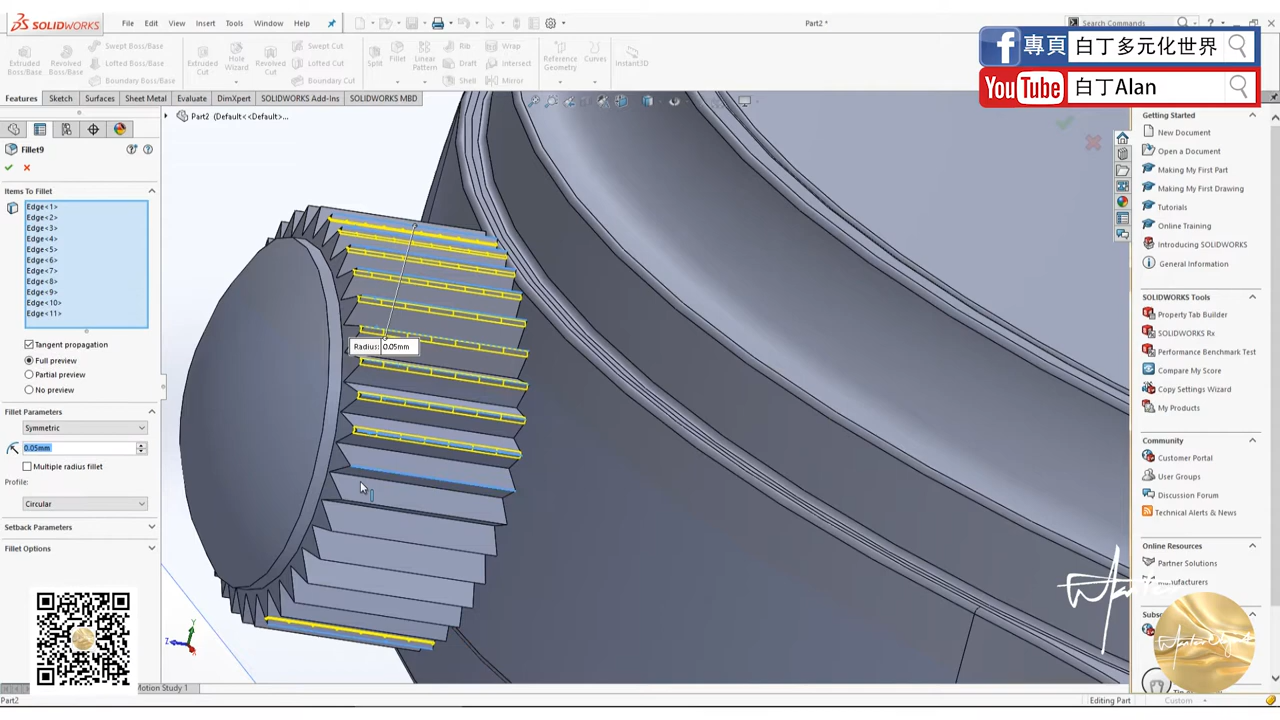 SOLIDWORKS
File Edit View Insert Tools Window Help
Part2 *
Search Commands
專頁 白丁多元化世界
YouTube 白丁Alan
Extruded Boss/Base
Revolved Boss/Base
Swept Boss/Base
Lofted Boss/Base
Boundary Boss/Base
Extruded Cut
Hole Wizard
Revolved Cut
Swept Cut
Lofted Cut
Boundary Cut
Split
Fillet
Linear Pattern
Rib
Draft
Shell
Wrap
Intersect
Mirror
Reference Geometry
Curves
Instant3D
Features Sketch Surfaces Sheet Metal Evaluate DimXpert SOLIDWORKS Add-Ins SOLIDWORKS MBD
Part2 (Default<<Default>...
Fillet9
Items To Fillet
Edge<1>
Edge<2>
Edge<3>
Edge<4>
Edge<5>
Edge<6>
Edge<7>
Edge<8>
Edge<9>
Edge<10>
Edge<11>
Tangent propagation
Full preview
Partial preview
No preview
Fillet Parameters
Symmetric
0.05mm
Multiple radius fillet
Profile:
Circular
Setback Parameters
Fillet Options
Radius: 0.05mm
Z
Y
X
Getting Started
New Document
Open a Document
Making My First Part
Making My First Drawing
Tutorials
Online Training
Introducing SOLIDWORKS
General Information
SOLIDWORKS Tools
Property Tab Builder
SOLIDWORKS Rx
Performance Benchmark Test
Compare My Score
Copy Settings Wizard
My Products
Community
Customer Portal
User Groups
Discussion Forum
Technical Alerts & News
Online Resources
Partner Solutions
Manufacturers
Motion Study 1
Part2
Editing Part
Custom